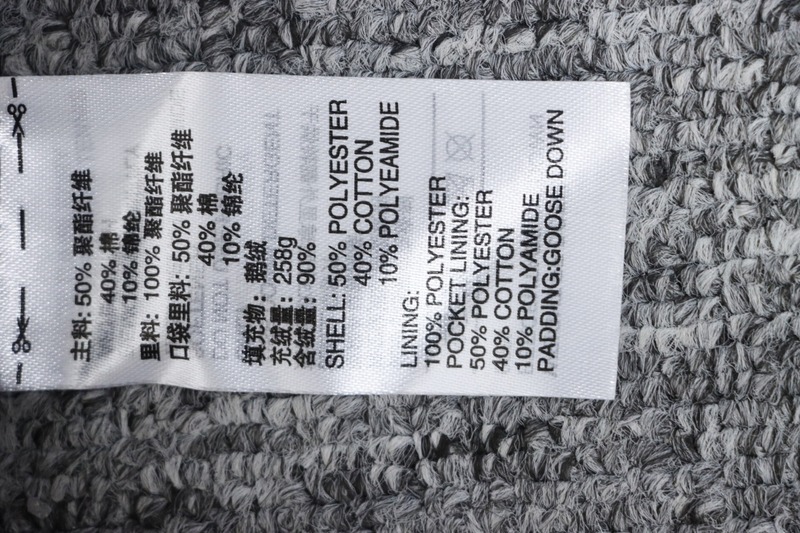 主料: 50% 聚酯纤维
40% 棉
10% 锦纶
里料: 100% 聚酯纤维
口袋里料: 50% 聚酯纤维
40% 棉
10% 锦纶
填充物: 鹅绒
充绒量: 258g
含绒量: 90%
SHELL: 50% POLYESTER
40% COTTON
10% POLYEAMIDE
LINING:
100% POLYESTER
POCKET LINING:
50% POLYESTER
40% COTTON
10% POLYAMIDE
PADDING:GOOSE DOWN